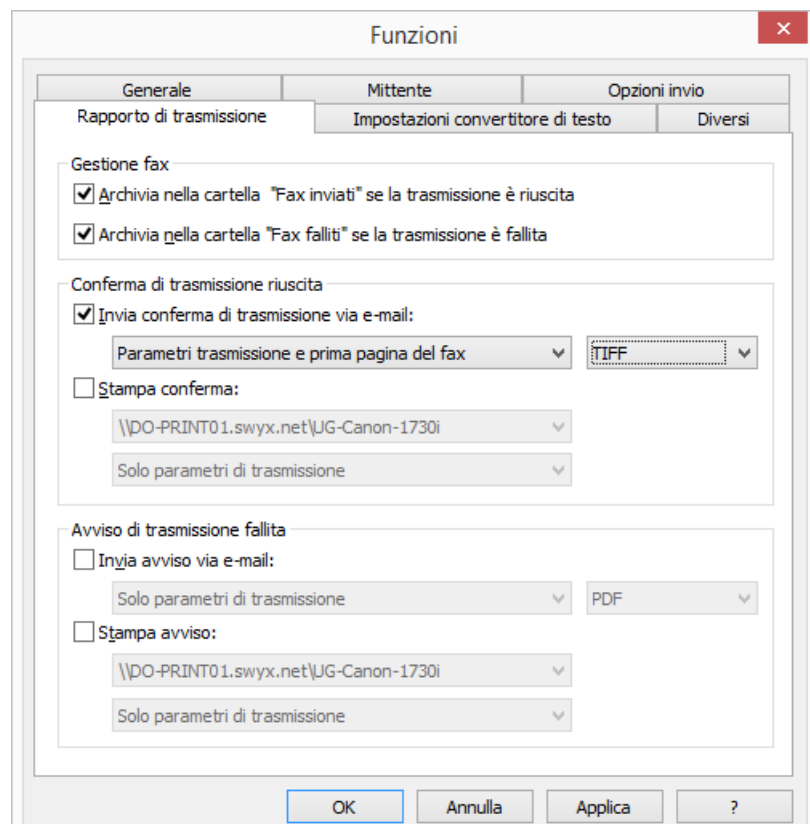 Funzioni
Generale Mittente Opzioni invio
Rapporto di trasmissione Impostazioni convertitore di testo Diversi
Gestione fax
Archivia nella cartella "Fax inviati" se la trasmissione è riuscita
Archivia nella cartella "Fax falliti" se la trasmissione è fallita
Conferma di trasmissione riuscita
Invia conferma di trasmissione via e-mail:
Parametri trasmissione e prima pagina del fax TIFF
Stampa conferma:
\\DO-PRINT01.swyx.net\UG-Canon-1730i
Solo parametri di trasmissione
Avviso di trasmissione fallita
Invia avviso via e-mail:
Solo parametri di trasmissione PDF
Stampa avviso:
\\DO-PRINT01.swyx.net\UG-Canon-1730i
Solo parametri di trasmissione
OK Annulla Applica ?